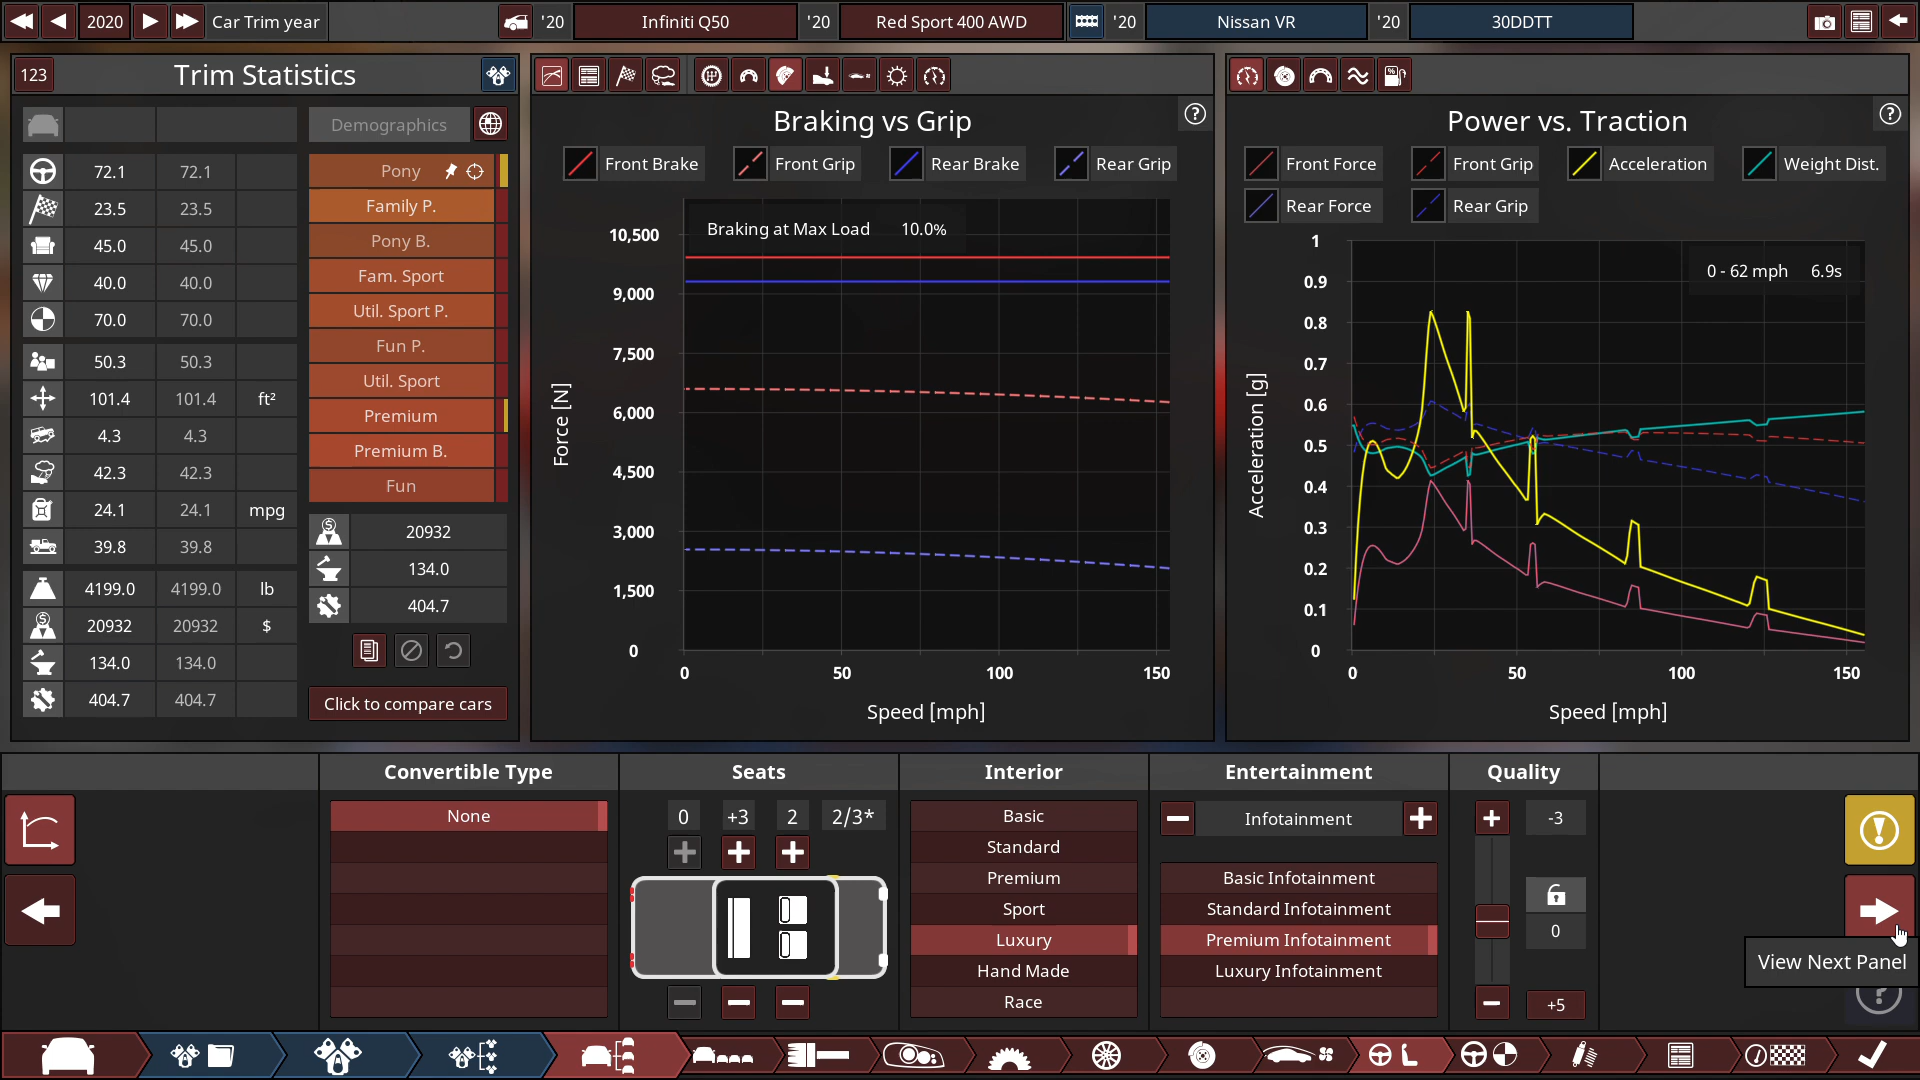 2020 Car Trim year '20 Infiniti Q50 '20 Red Sport 400 AWD '20 Nissan VR '20 30DDTT
123 Trim Statistics
Demographics
72.1 72.1
23.5 23.5
45.0 45.0
40.0 40.0
70.0 70.0
50.3 50.3
101.4 101.4 ft²
4.3 4.3
42.3 42.3
24.1 24.1 mpg
39.8 39.8
4199.0 4199.0 lb
20932 20932 $
134.0 134.0
404.7 404.7
Pony
Family P.
Pony B.
Fam. Sport
Util. Sport P.
Fun P.
Util. Sport
Premium
Premium B.
Fun
20932
134.0
404.7
Click to compare cars
Braking vs Grip
?
Front Brake Front Grip Rear Brake Rear Grip
Braking at Max Load 10.0%
Force [N]
10,500
9,000
7,500
6,000
4,500
3,000
1,500
0
0 50 100 150
Speed [mph]
Power vs. Traction
?
Front Force Front Grip Acceleration Weight Dist.
Rear Force Rear Grip
0 - 62 mph 6.9s
Acceleration [g]
1
0.9
0.8
0.7
0.6
0.5
0.4
0.3
0.2
0.1
0
0 50 100 150
Speed [mph]
Convertible Type
None
Seats
0 +3 2 2/3*
Interior
Basic
Standard
Premium
Sport
Luxury
Hand Made
Race
Entertainment
Infotainment
Basic Infotainment
Standard Infotainment
Premium Infotainment
Luxury Infotainment
Quality
-3
0
+5
View Next Panel
?